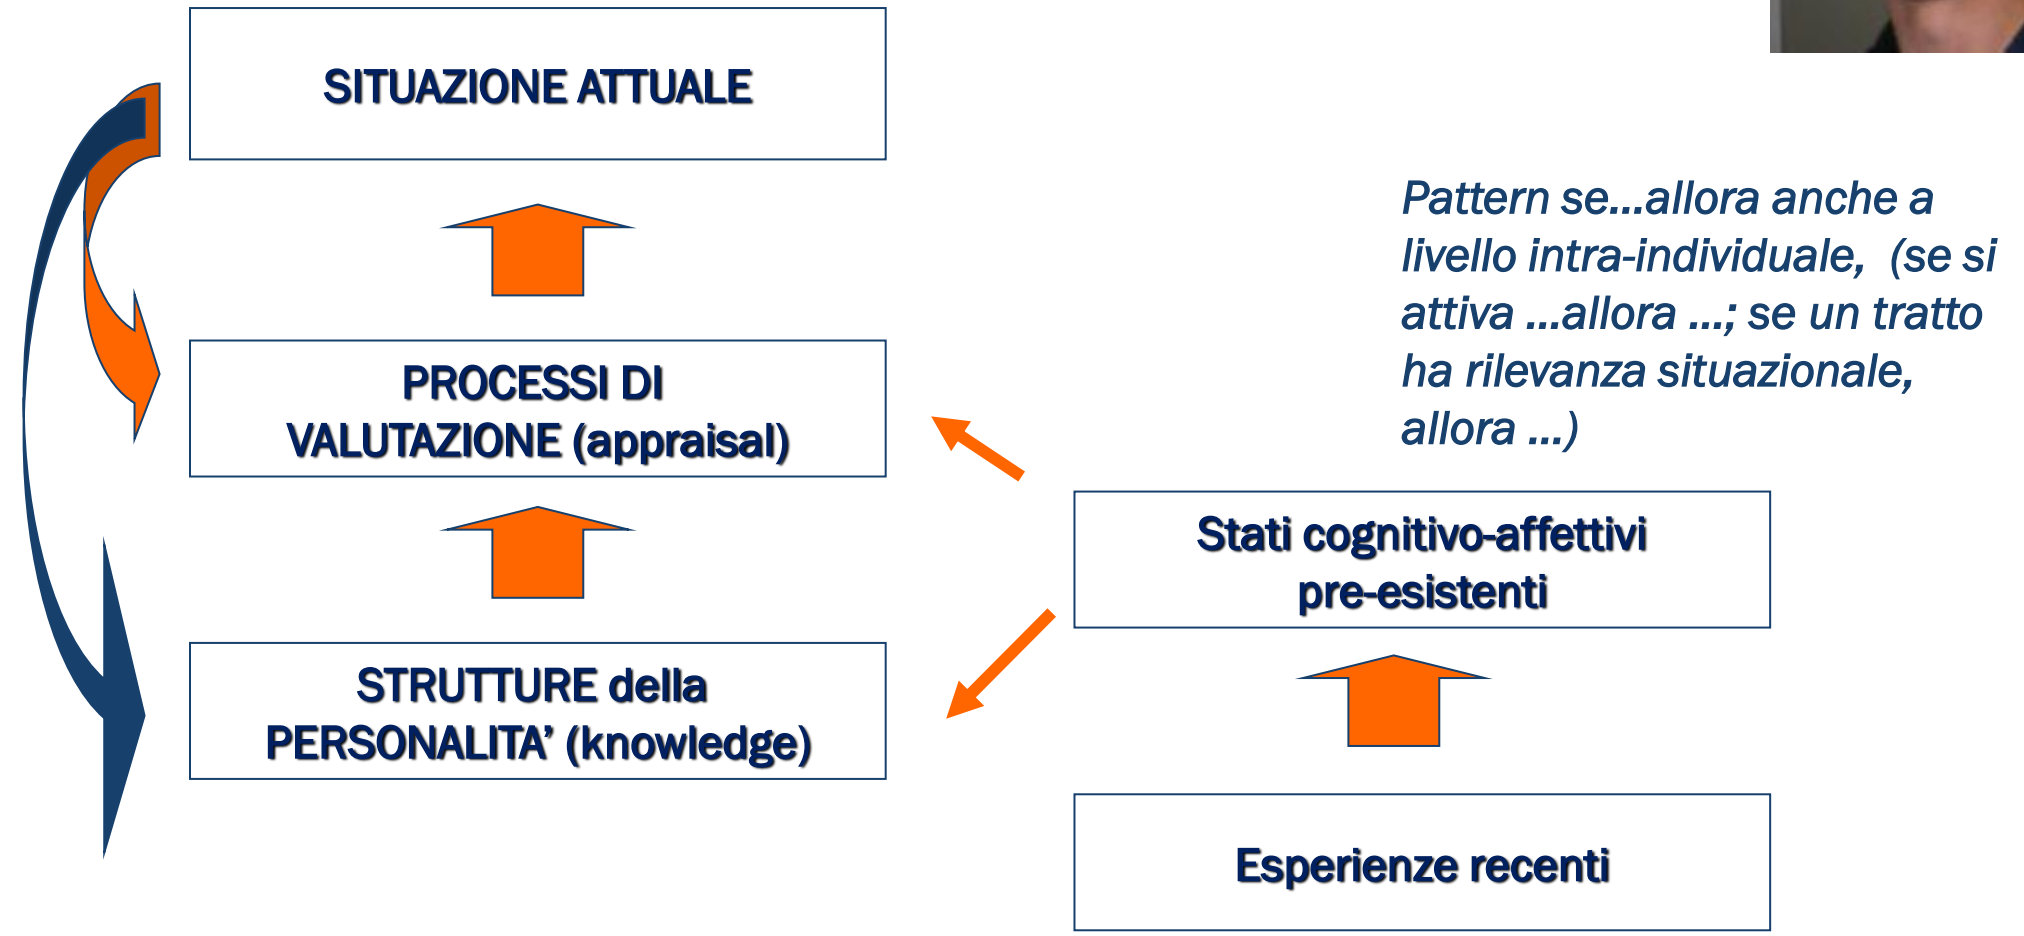 SITUAZIONE ATTUALE
Pattern se...allora anche a
livello intra-individuale, (se si
attiva ...allora ...; se un tratto
ha rilevanza situazionale,
allora ...)
PROCESSI DI
VALUTAZIONE (appraisal)
Stati cognitivo-affettivi
pre-esistenti
STRUTTURE della
PERSONALITA’ (knowledge)
Esperienze recenti